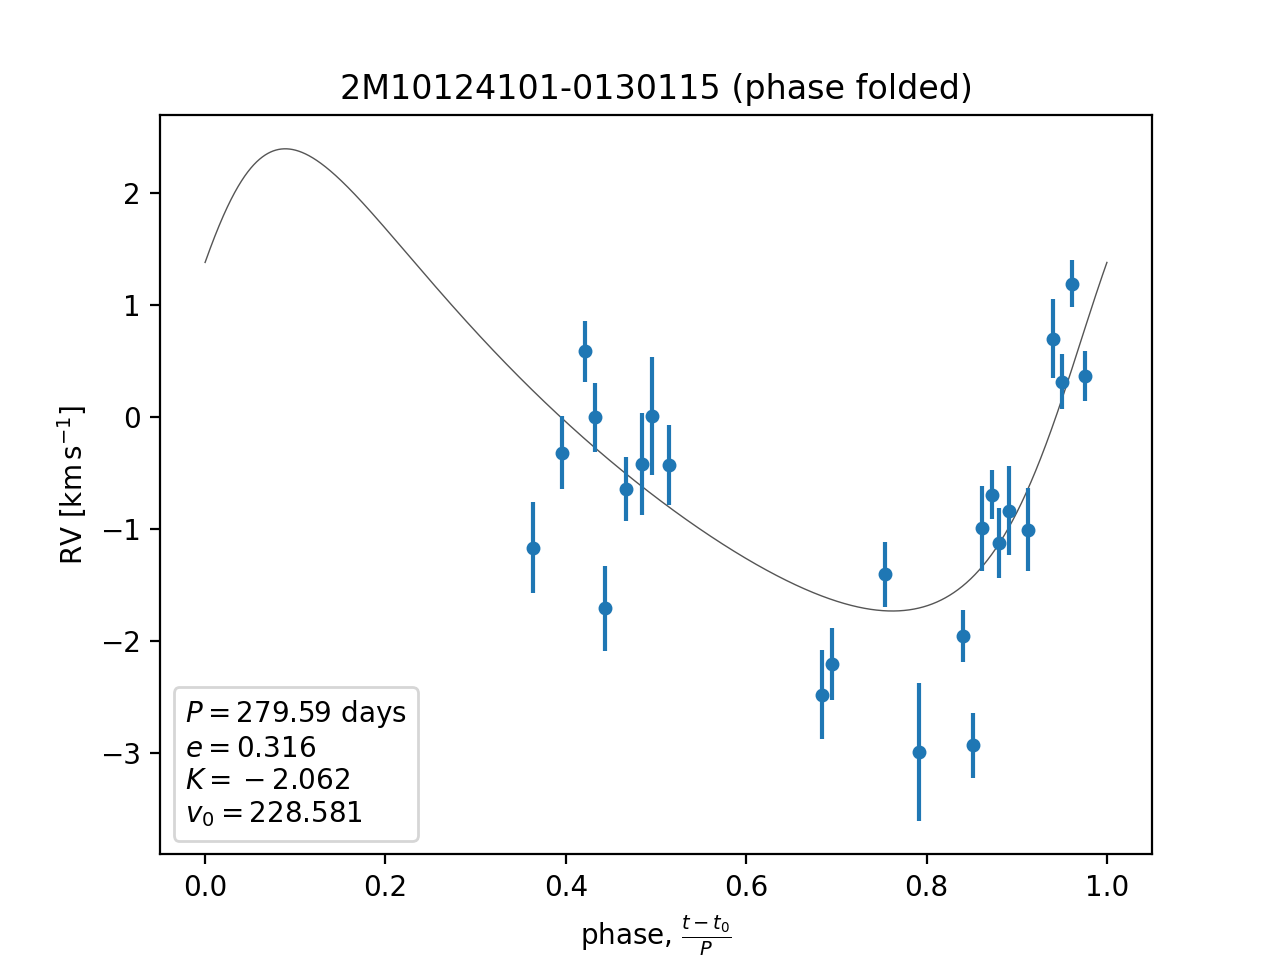 2M10124101-0130115 (phase folded)
RV [km s⁻¹]
2
1
0
−1
−2
−3
P = 279.59 days
e = 0.316
K = −2.062
v₀ = 228.581
0.0 0.2 0.4 0.6 0.8 1.0
phase, (t − t₀)/P